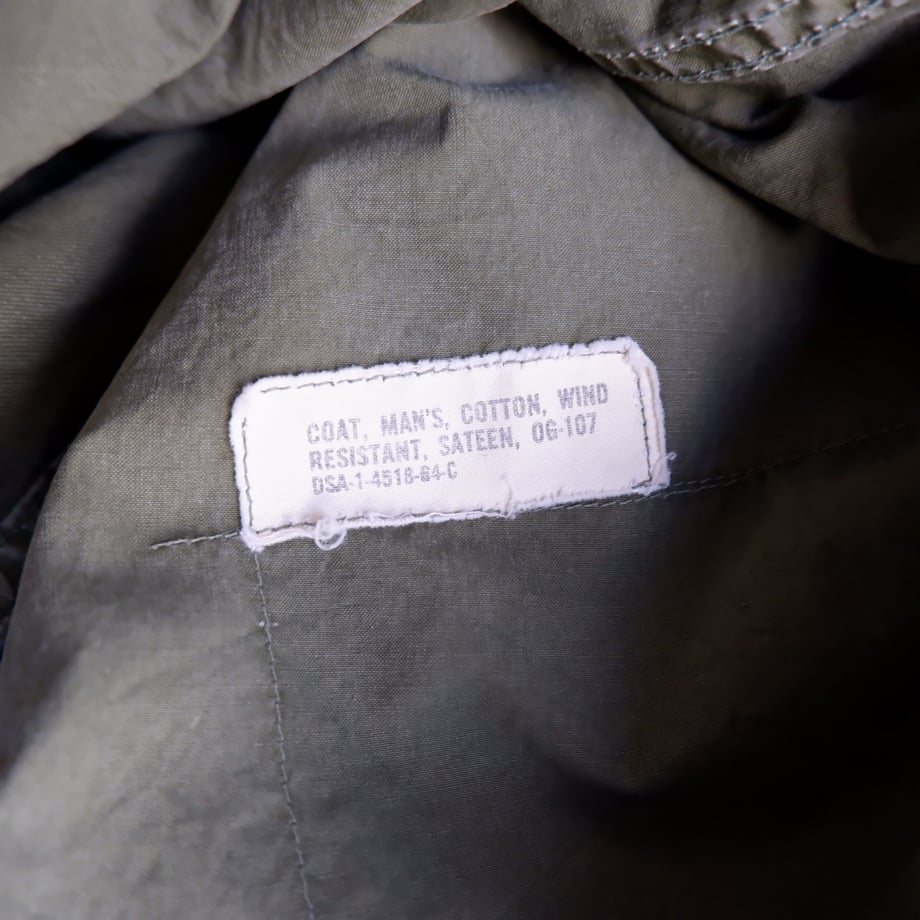 COAT, MAN'S, COTTON, WIND
RESISTANT, SATEEN, OG-107
DSA-1-4518-64-C